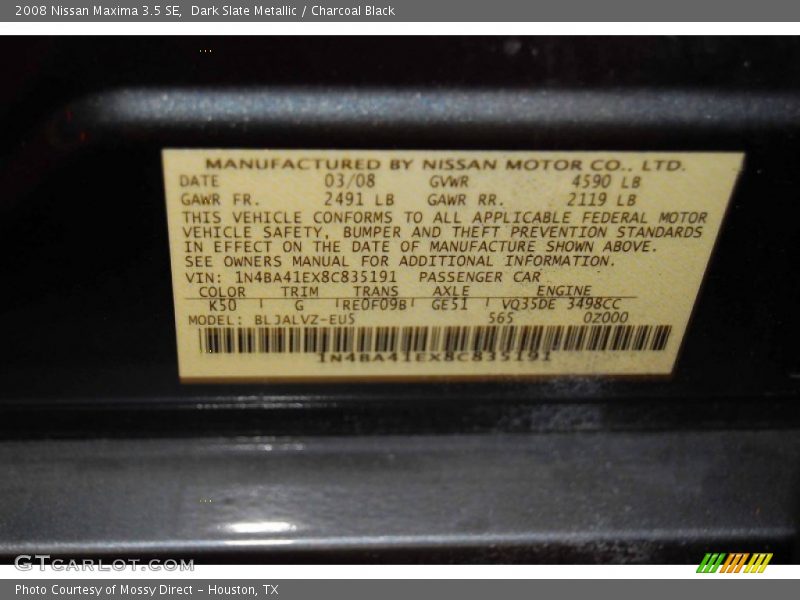 2008 Nissan Maxima 3.5 SE,  Dark Slate Metallic / Charcoal Black
MANUFACTURED BY NISSAN MOTOR CO., LTD.
DATE 03/08 GVWR 4590 LB
GAWR FR. 2491 LB GAWR RR. 2119 LB
THIS VEHICLE CONFORMS TO ALL APPLICABLE FEDERAL MOTOR
VEHICLE SAFETY, BUMPER AND THEFT PREVENTION STANDARDS
IN EFFECT ON THE DATE OF MANUFACTURE SHOWN ABOVE.
SEE OWNERS MANUAL FOR ADDITIONAL INFORMATION.
VIN: 1N4BA41EX8C835191 PASSENGER CAR
COLOR TRIM TRANS AXLE ENGINE
K50 G RE0F09B GE51 VQ35DE 3498CC
MODEL: BLJALVZ-EU5 565 0Z000
1N4BA41EX8C835191
GTCARLOT.COM
Photo Courtesy of Mossy Direct - Houston, TX